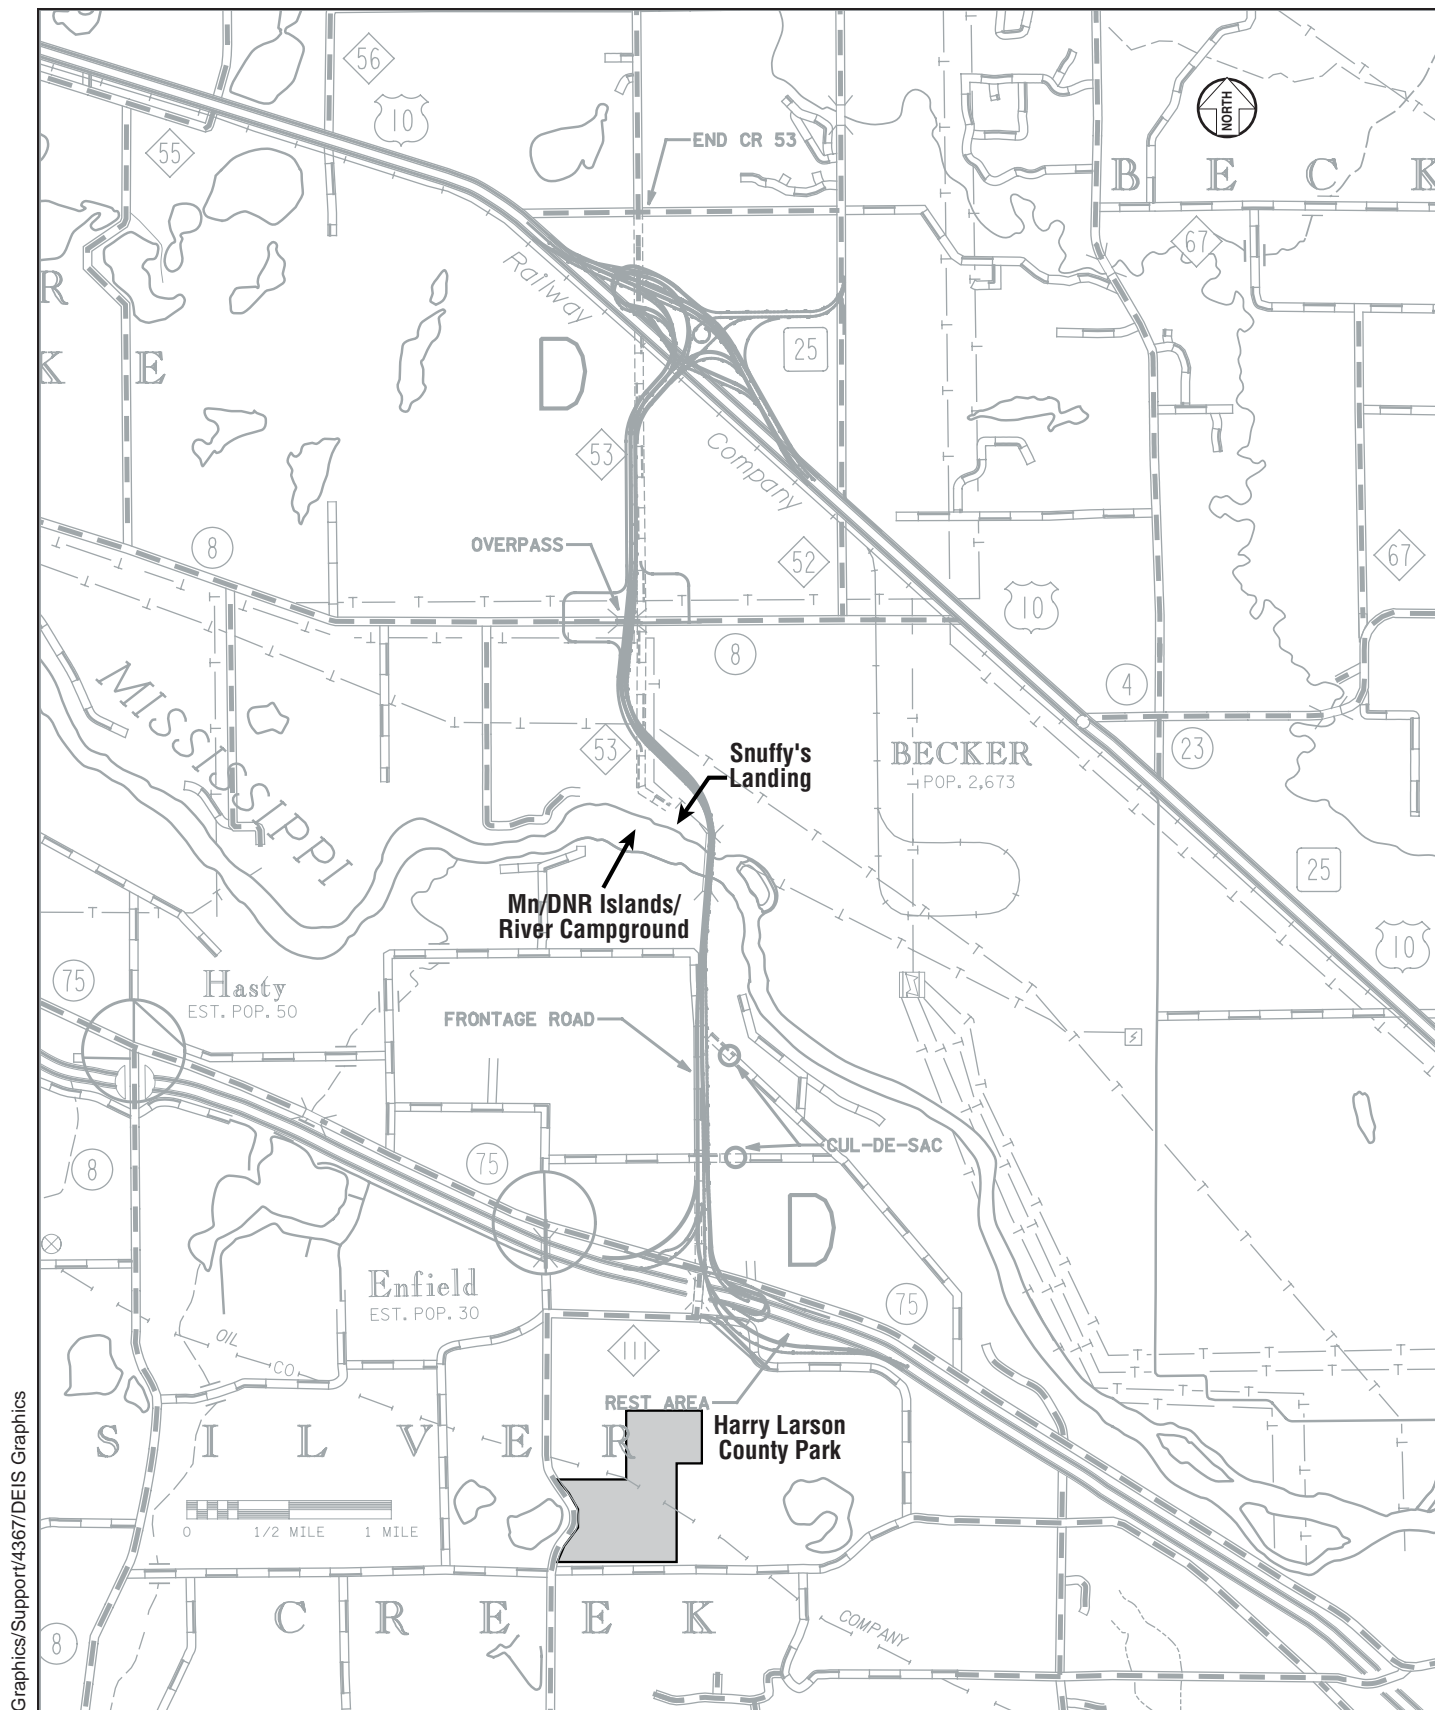 56
10
55
END CR 53
NORTH
B E C K
67
R
K E
Railway
D
25
53
Company
OVERPASS
8
52
10
67
8
4
MISSISSIPPI
53
Snuffy's
Landing
BECKER
POP. 2,673
23
25
Mn/DNR Islands/
River Campground
10
75
Hasty
EST. POP. 50
FRONTAGE ROAD
CUL-DE-SAC
8
75
D
Enfield
EST. POP. 30
75
OIL
CO.
111
REST AREA
S I L V E R
Harry Larson
County Park
0 1/2 MILE 1 MILE
C R E E K
COMPANY
8
Graphics/Support/4367/DEIS Graphics